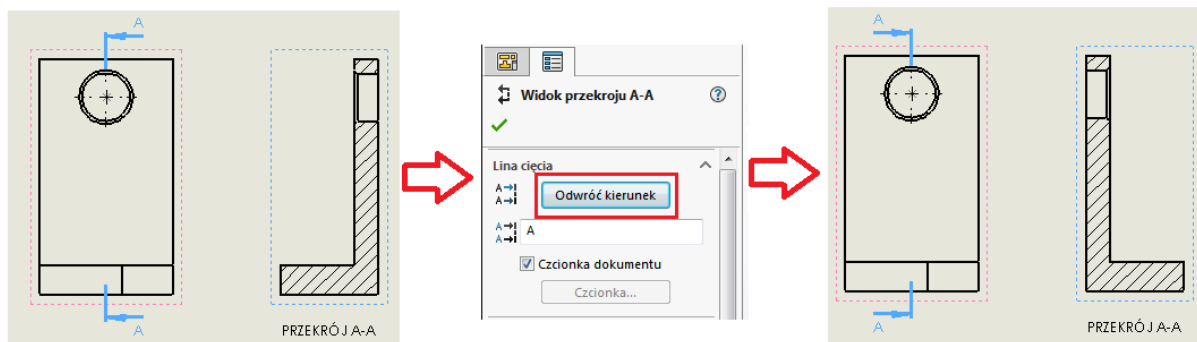 A
A
PRZEKRÓJ A-A
Widok przekroju A-A
?
Lina cięcia
A
A
Odwróć kierunek
A
A
A
Czcionka dokumentu
Czcionka...
A
A
PRZEKRÓJ A-A